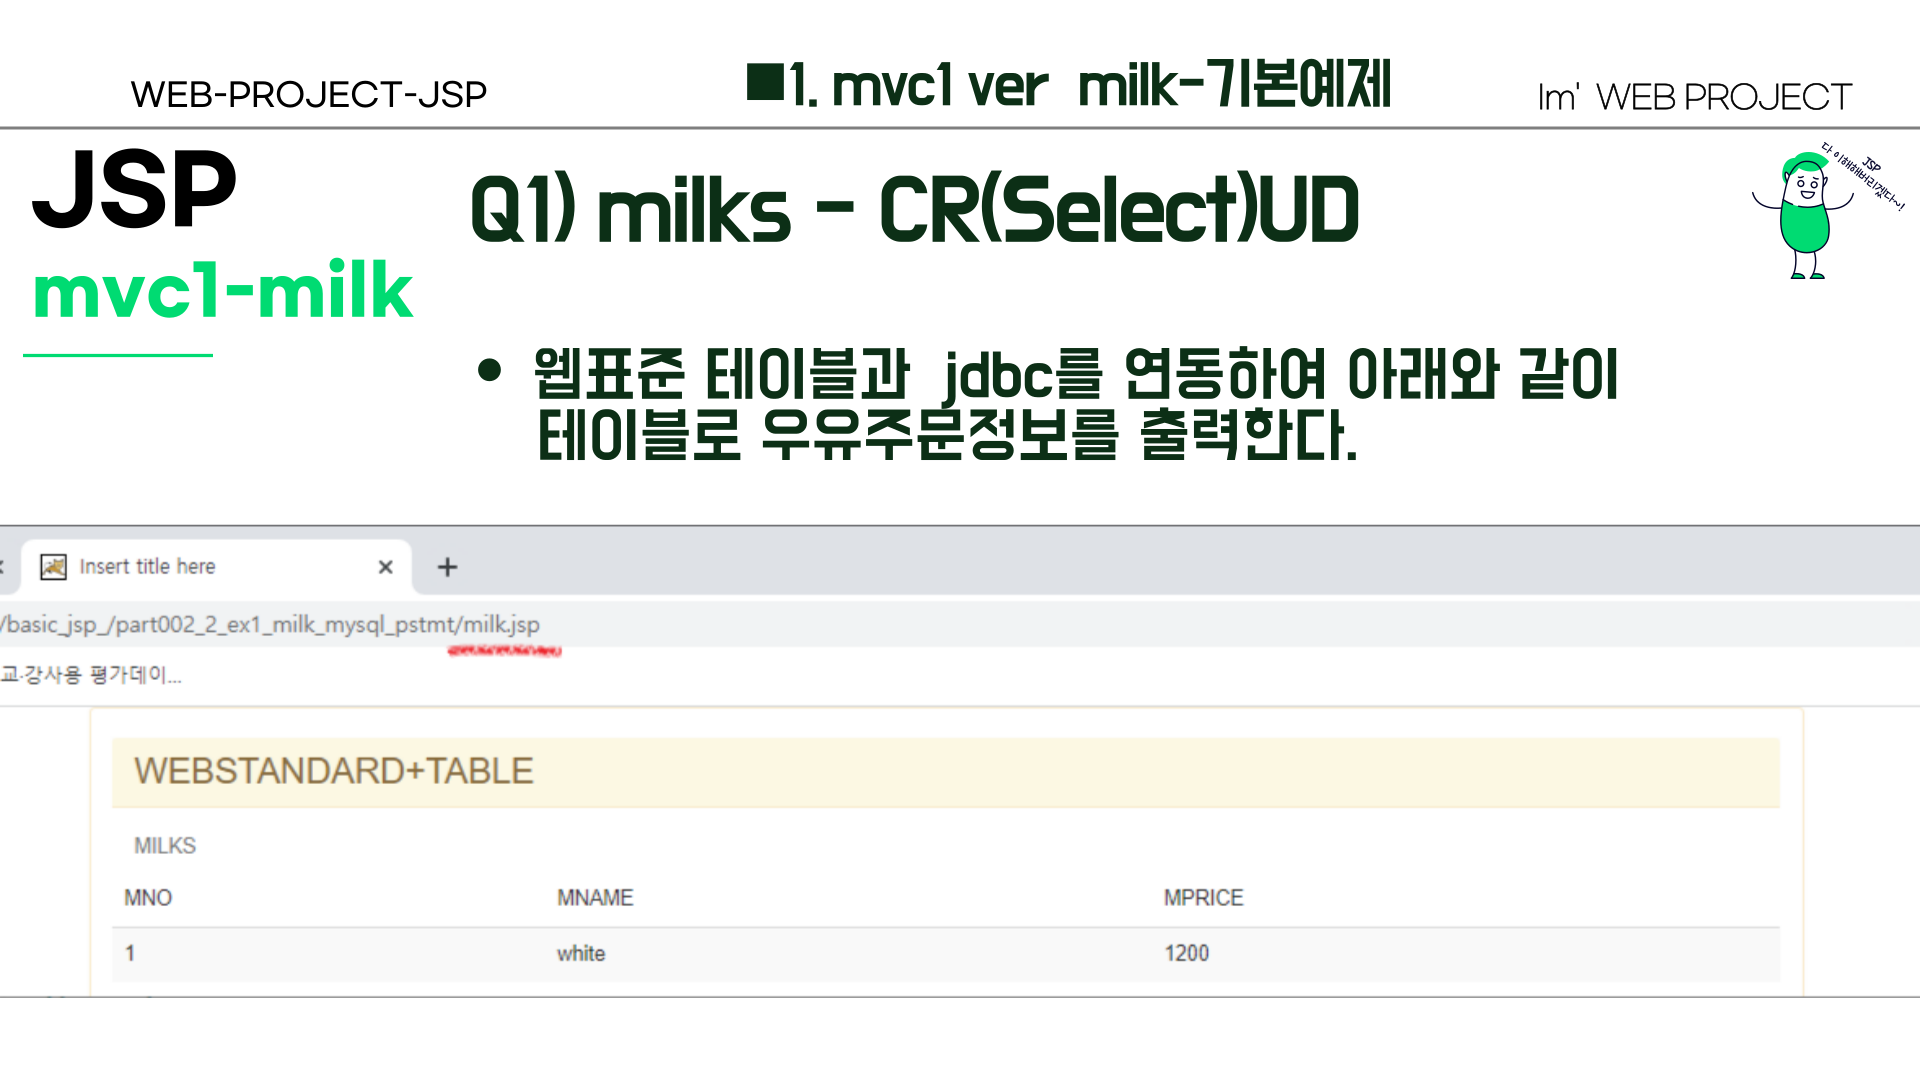 WEB-PROJECT-JSP
■1. mvc1 ver milk-기본예제
Im' WEB PROJECT
JSP
mvc1-milk
Q1) milks - CR(Select)UD
JSP
다 이해해버리겠다~!
• 웹표준 테이블과 jdbc를 연동하여 아래와 같이
테이블로 우유주문정보를 출력한다.
Insert title here
/basic_jsp_/part002_2_ex1_milk_mysql_pstmt/milk.jsp
교·강사용 평가데이...
WEBSTANDARD+TABLE
MILKS
MNO MNAME MPRICE
1 white 1200